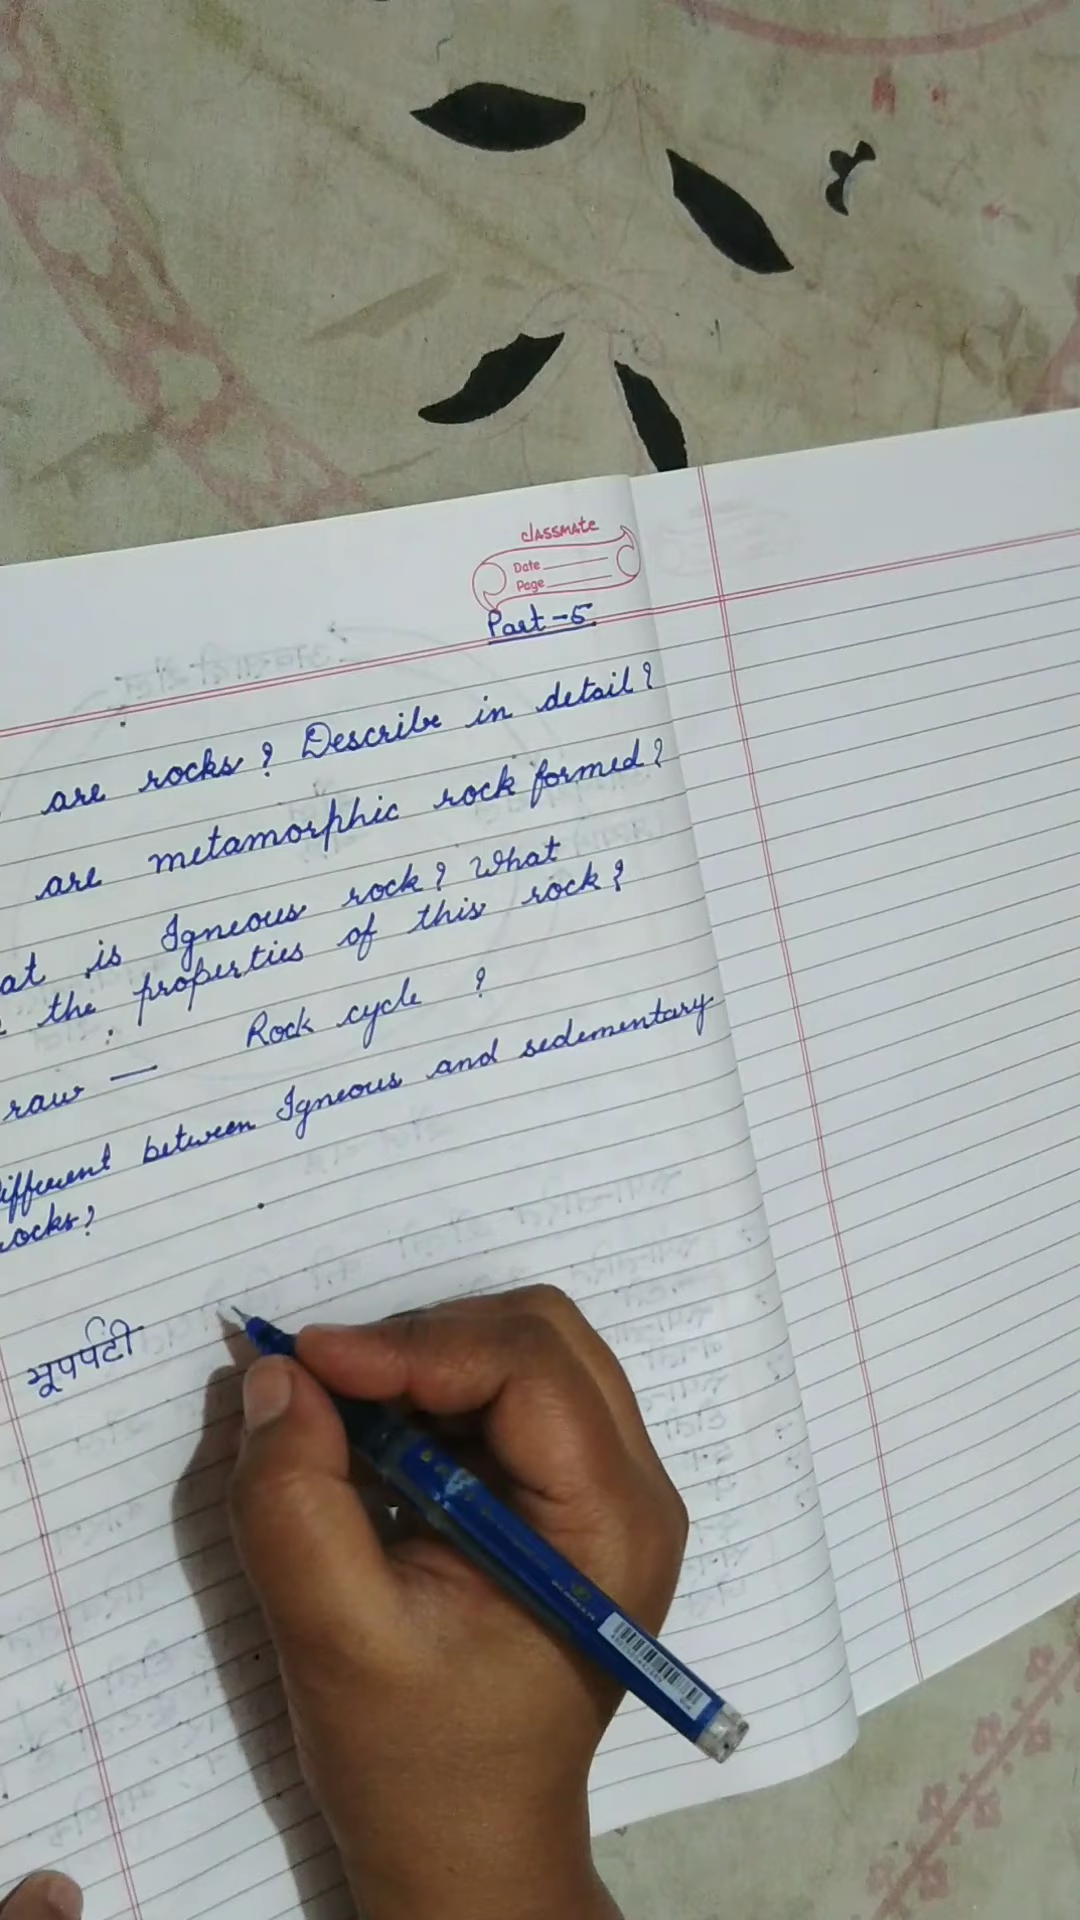 classmate
Date
Page
Part-5
are rocks? Describe in detail?
are metamorphic rock formed?
at is Igneous rock? What
the properties of this rock?
raw — Rock cycle ?
ifferent between Igneous and sedementary
ocks?
भूपर्पटी